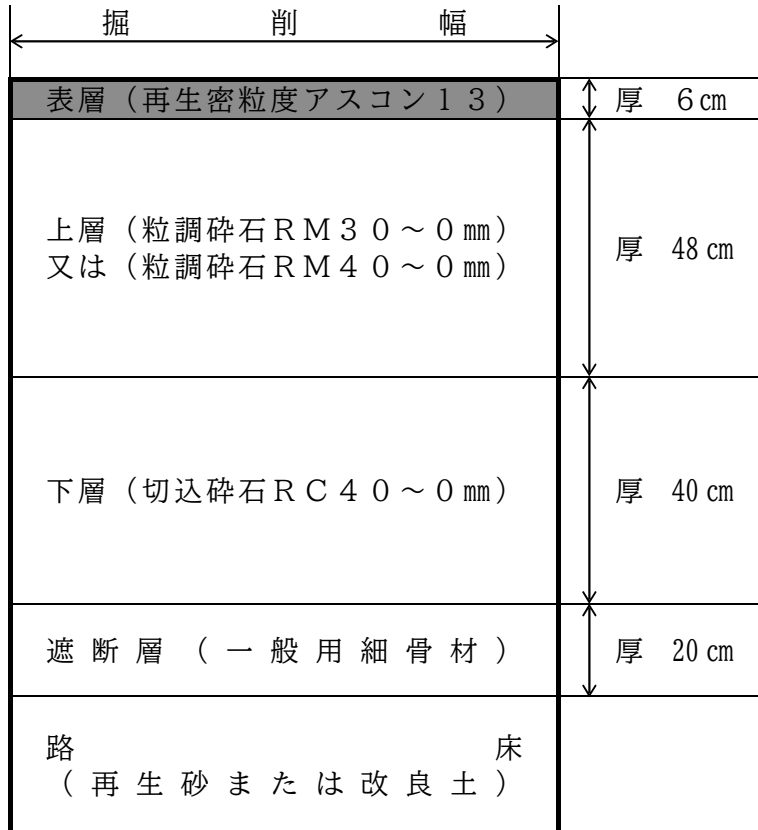 掘削幅
表層（再生密粒度アスコン１３）
厚 ６㎝
上層（粒調砕石ＲＭ３０～０㎜）
又は（粒調砕石ＲＭ４０～０㎜）
厚 48㎝
下層（切込砕石ＲＣ４０～０㎜）
厚 40㎝
遮断層（一般用細骨材）
厚 20㎝
路床
（再生砂または改良土）